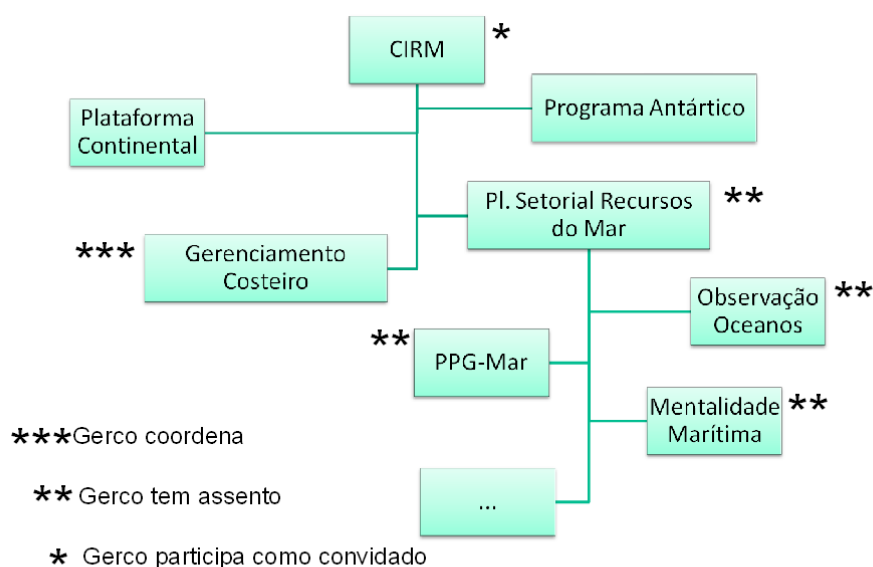 CIRM *
Plataforma
Continental
Programa Antártico
Pl. Setorial Recursos
do Mar **
*** Gerenciamento
Costeiro
Observação
Oceanos **
** PPG-Mar
Mentalidade
Marítima **
...
***Gerco coordena
** Gerco tem assento
* Gerco participa como convidado